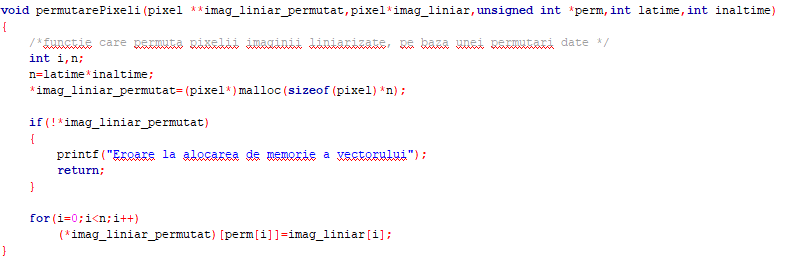 void permutarePixeli(pixel **imag_liniar_permutat,pixel*imag_liniar,unsigned int *perm,int latime,int inaltime)
{
/*functie care permuta pixelii imaginii liniarizate, pe baza unei permutari date */
int i,n;
n=latime*inaltime;
*imag_liniar_permutat=(pixel*)malloc(sizeof(pixel)*n);
if(!*imag_liniar_permutat)
{
printf("Eroare la alocarea de memorie a vectorului");
return;
}
for(i=0;i<n;i++)
(*imag_liniar_permutat)[perm[i]]=imag_liniar[i];
}